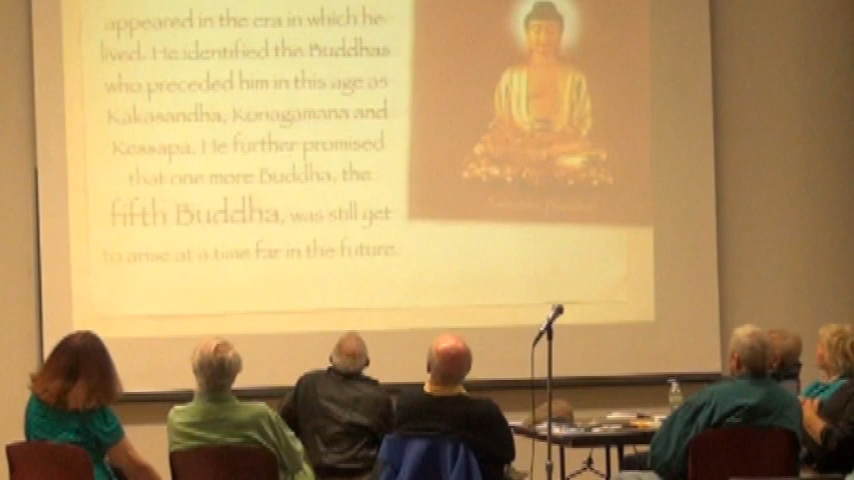 appeared in the era in which he
lived. He identified the Buddhas
who preceded him in this age as
Kakasandha, Konagamana and
Kessapa. He further promised
that one more Buddha, the
fifth Buddha, was still yet
to arise at a time far in the future.